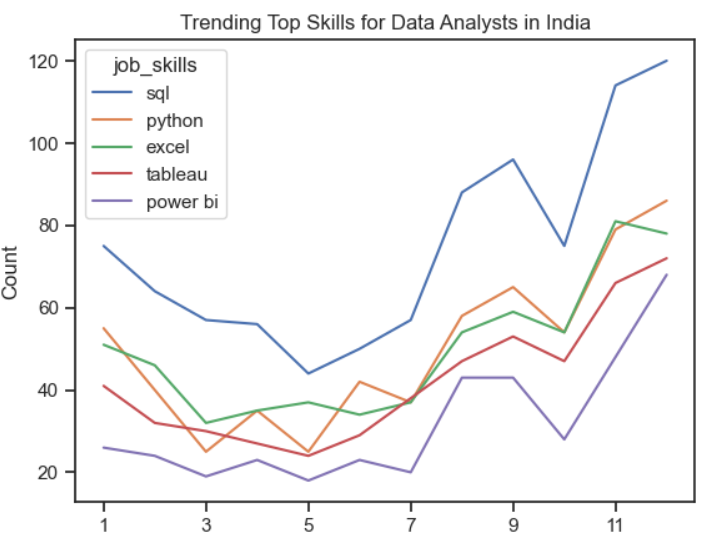 Trending Top Skills for Data Analysts in India
job_skills
sql
python
excel
tableau
power bi
Count
120
100
80
60
40
20
1 3 5 7 9 11